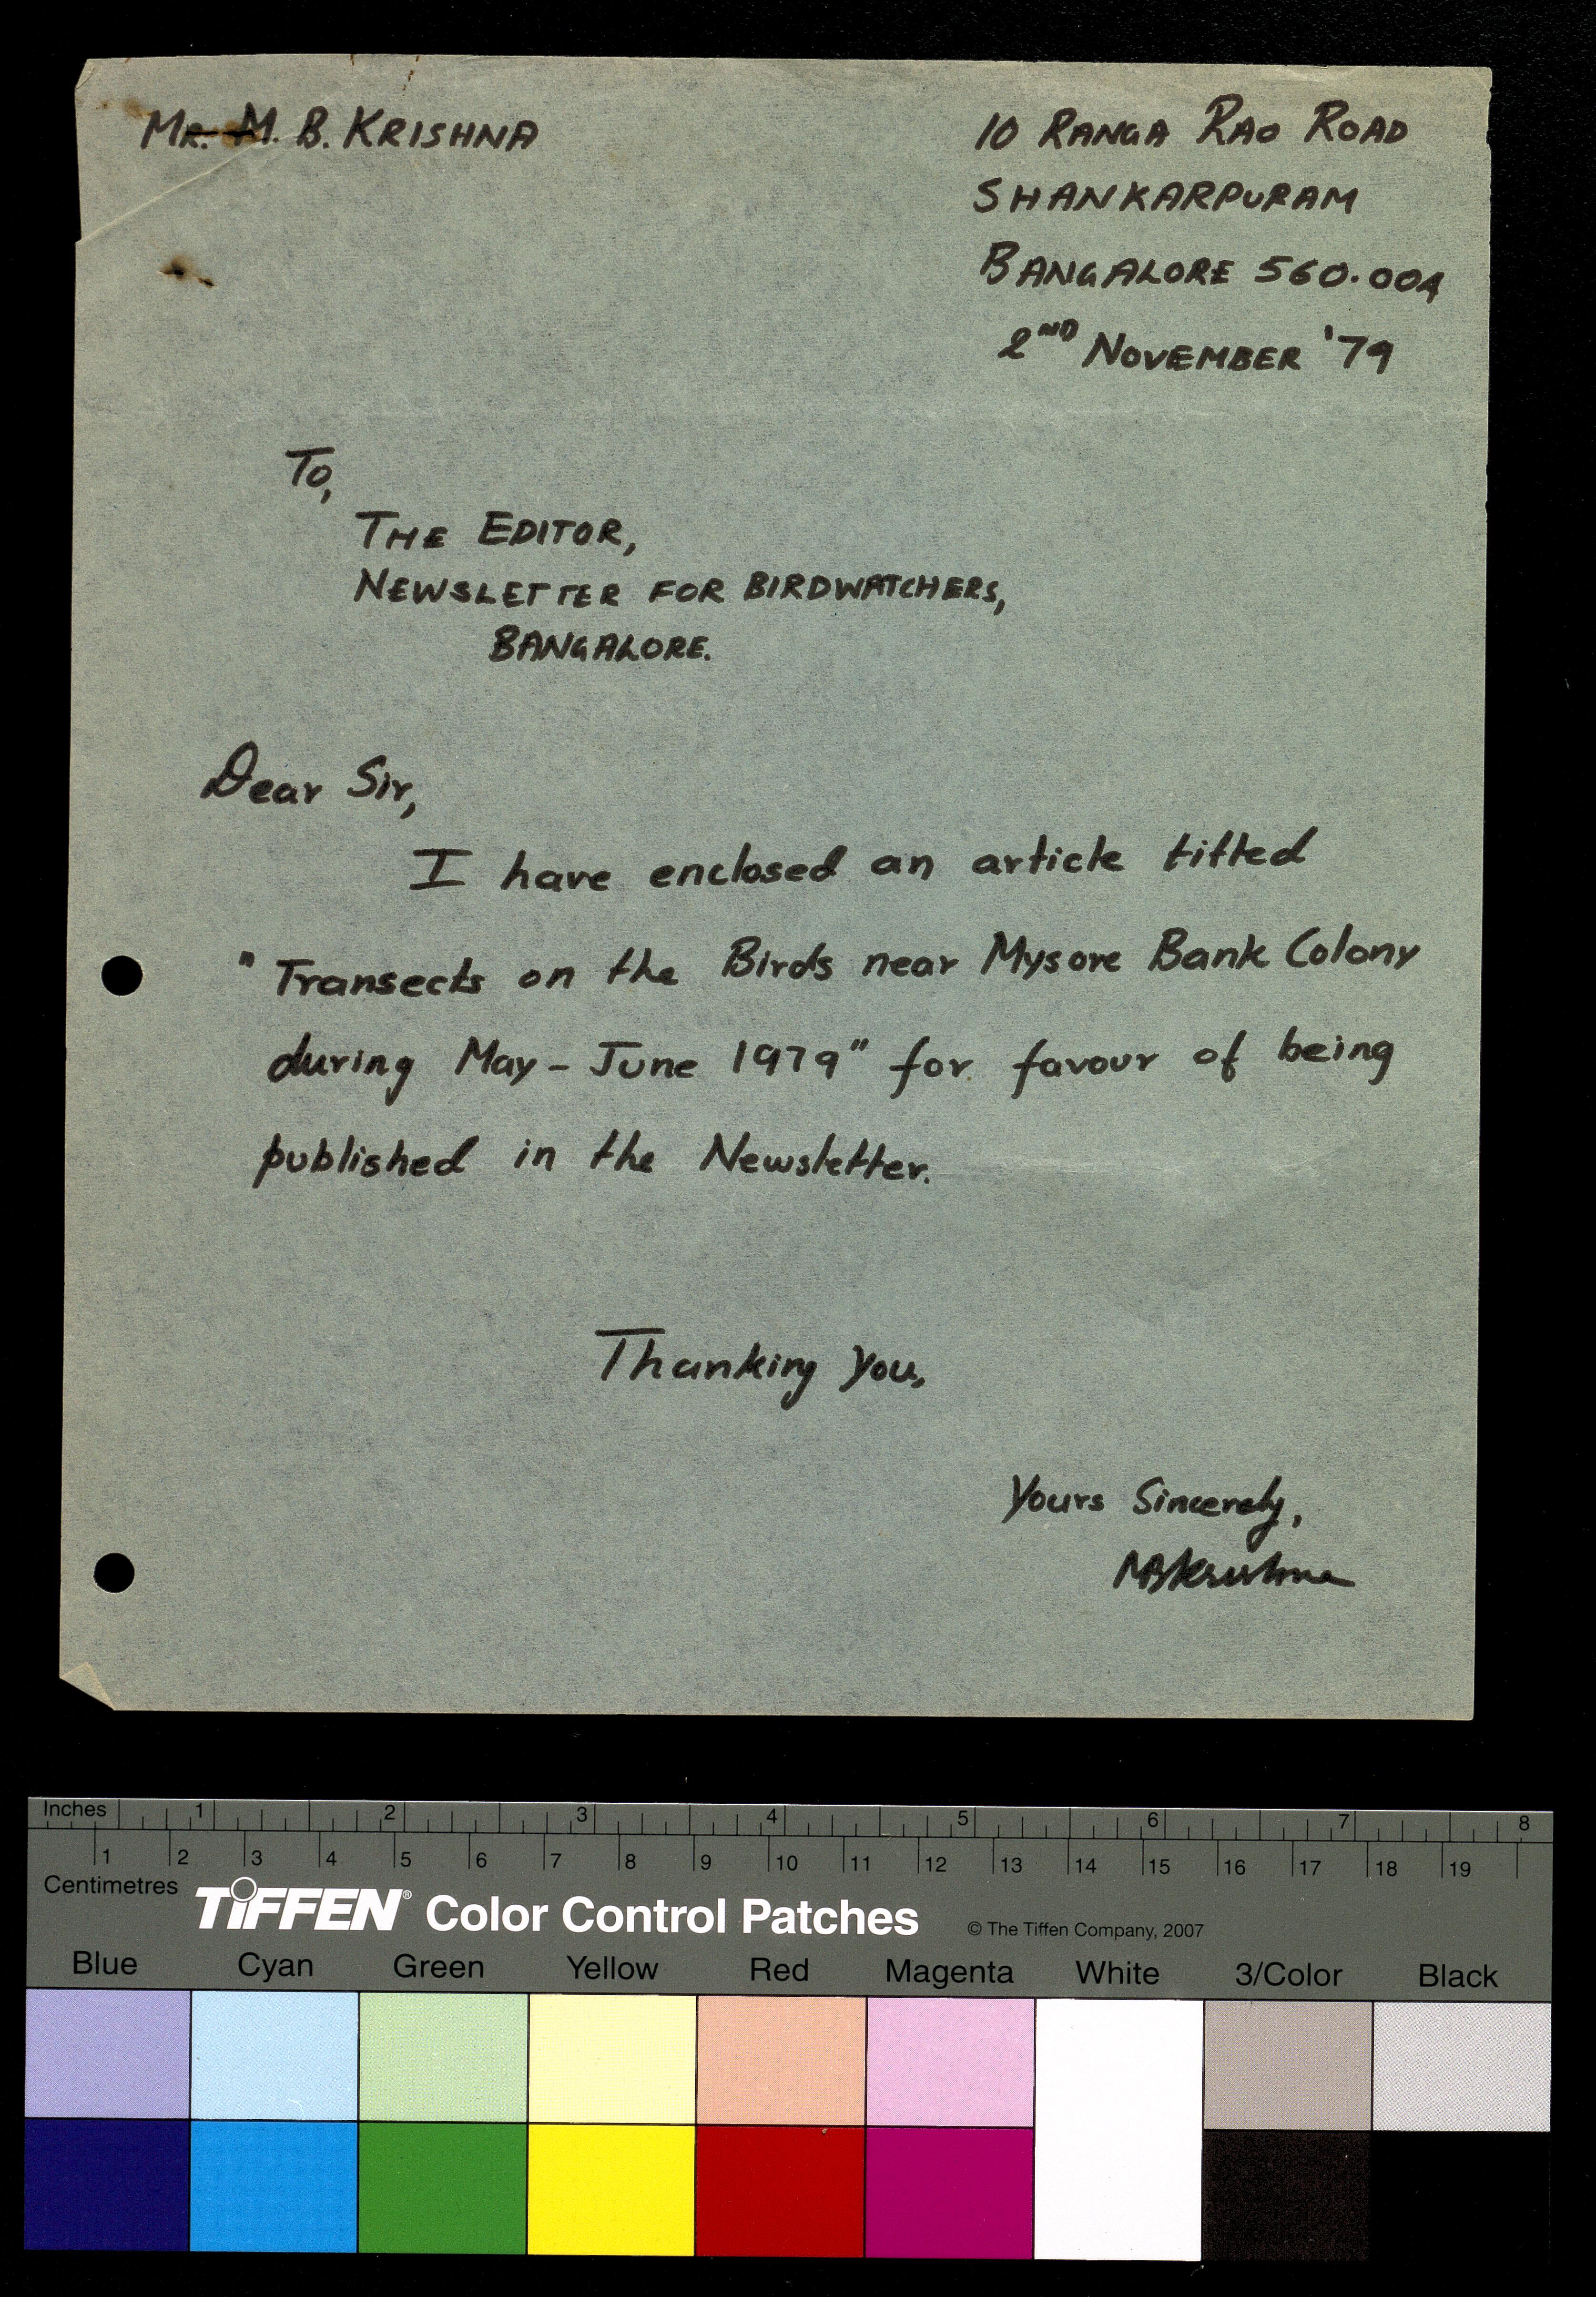 Mr. M. B. KRISHNA
10 RANGA RAO ROAD
SHANKARPURAM
BANGALORE 560.004
2ND NOVEMBER '79
To,
THE EDITOR,
NEWSLETTER FOR BIRDWATCHERS,
BANGALORE.
Dear Sir,
I have enclosed an article titled
"Transects on the Birds near Mysore Bank Colony
during May - June 1979" for favour of being
published in the Newsletter.
Thanking you,
Yours Sincerely,
MBKrishna
Inches 1 2 3 4 5 6 7 8
1 2 3 4 5 6 7 8 9 10 11 12 13 14 15 16 17 18 19
Centimetres
TIFFEN® Color Control Patches © The Tiffen Company, 2007
Blue Cyan Green Yellow Red Magenta White 3/Color Black